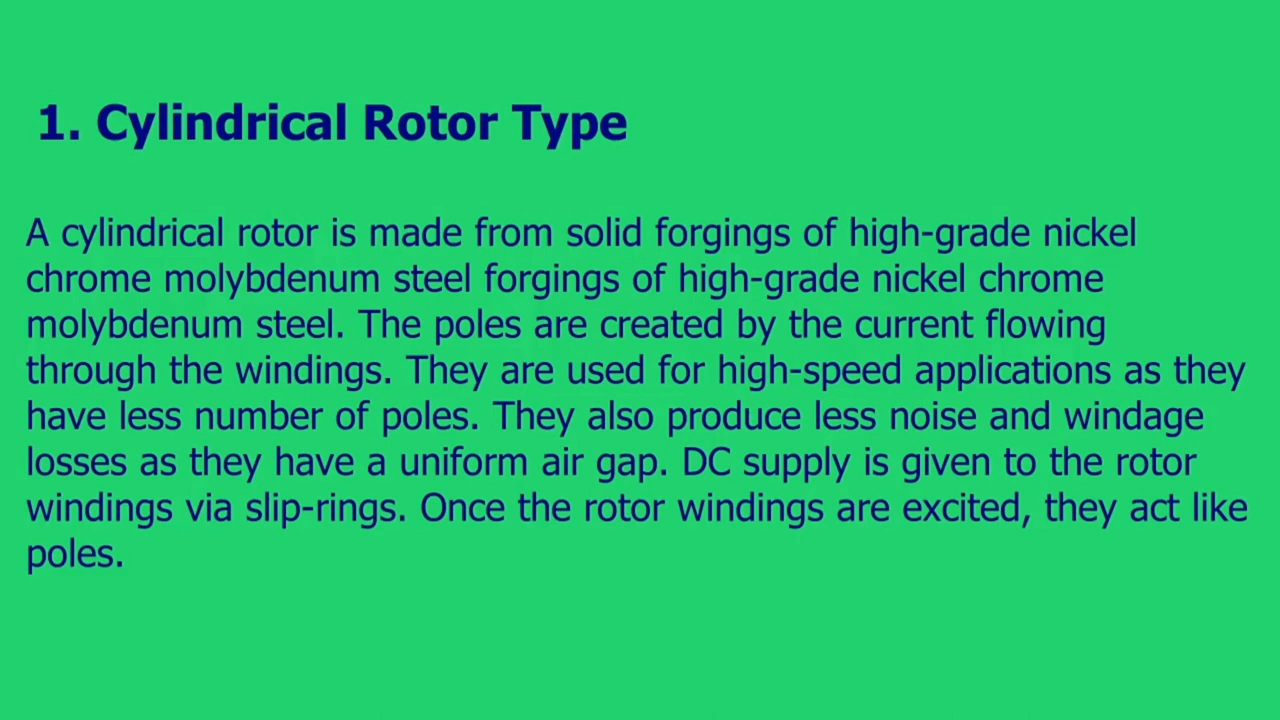 1. Cylindrical Rotor Type
A cylindrical rotor is made from solid forgings of high-grade nickel
chrome molybdenum steel forgings of high-grade nickel chrome
molybdenum steel. The poles are created by the current flowing
through the windings. They are used for high-speed applications as they
have less number of poles. They also produce less noise and windage
losses as they have a uniform air gap. DC supply is given to the rotor
windings via slip-rings. Once the rotor windings are excited, they act like
poles.